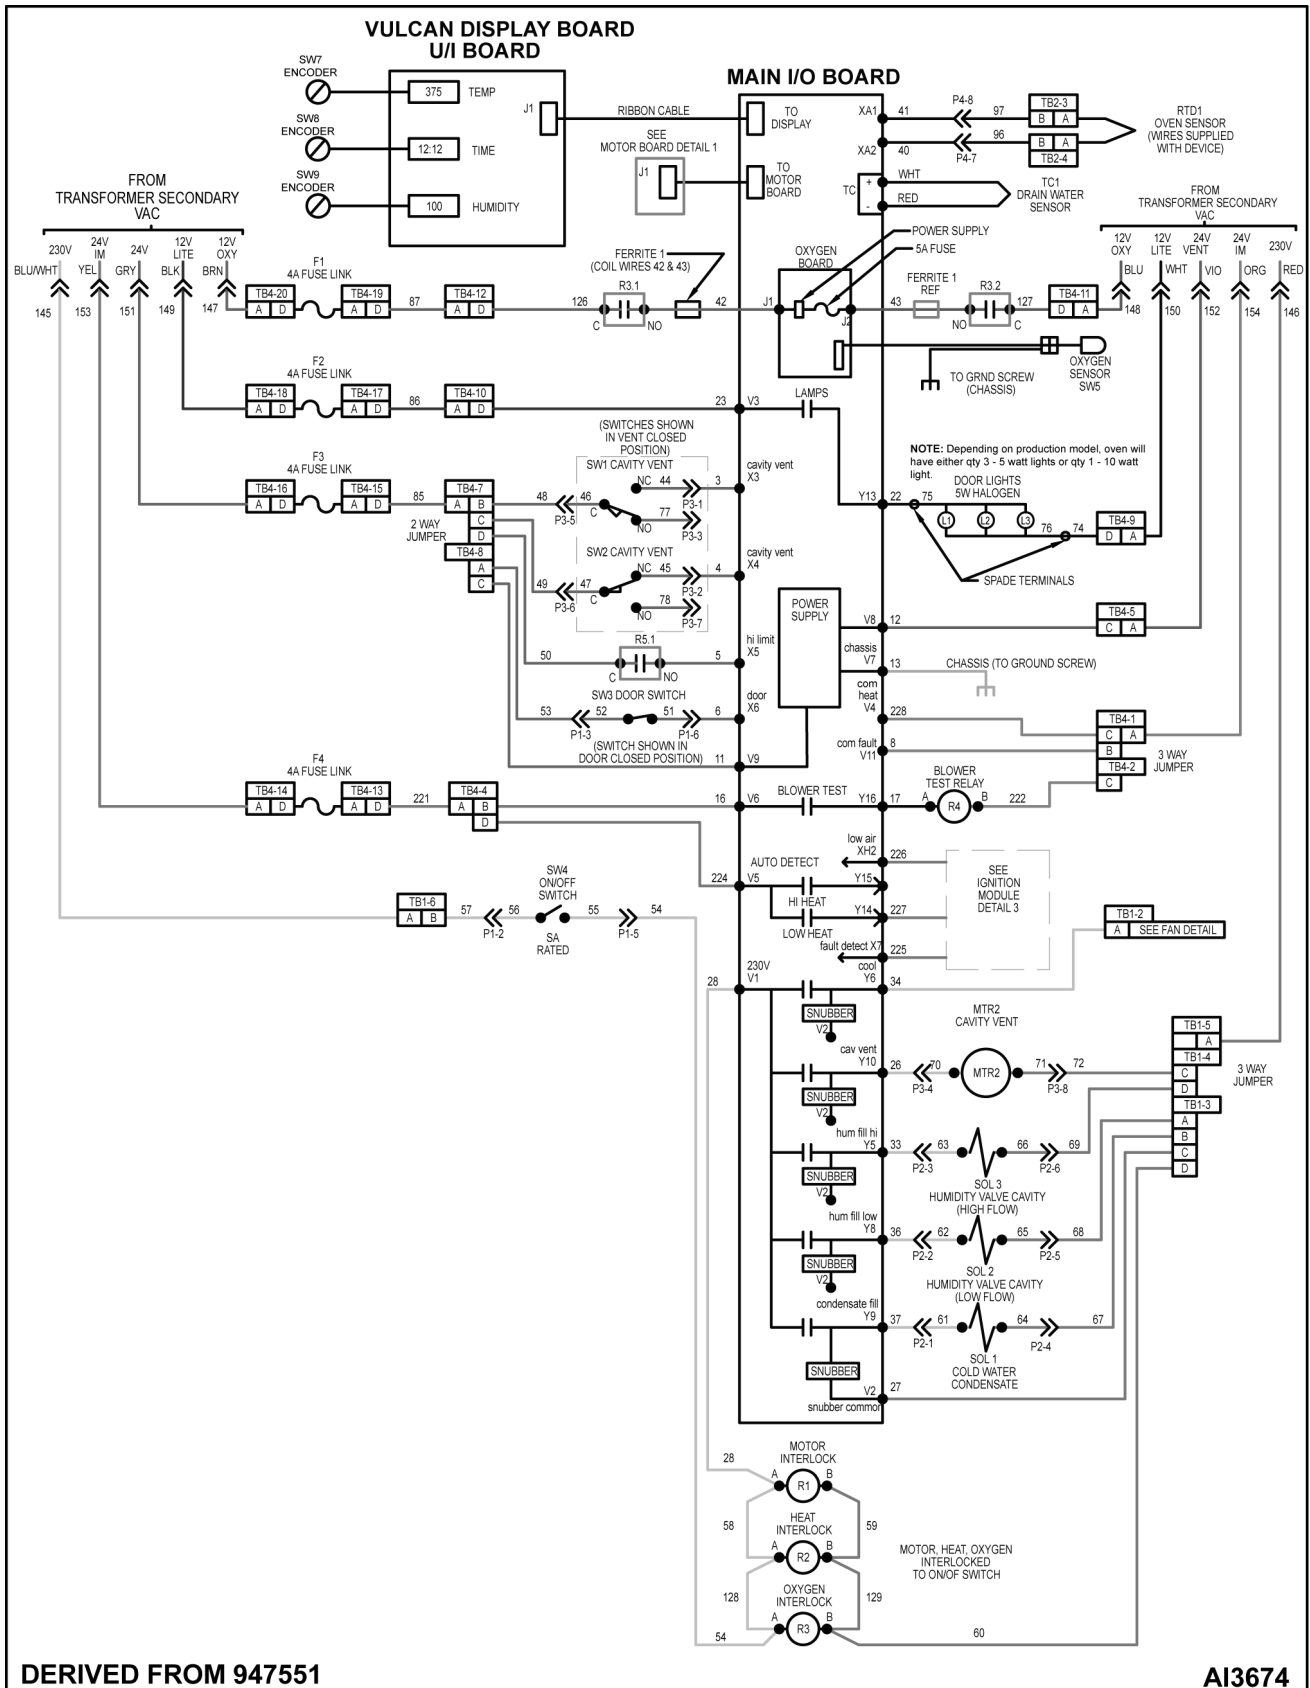 VULCAN DISPLAY BOARD
U/I BOARD
SW7
ENCODER
375
TEMP
SW8
ENCODER
12:12
TIME
SW9
ENCODER
100
HUMIDITY
J1
RIBBON CABLE
SEE
MOTOR BOARD DETAIL 1
J1
MAIN I/O BOARD
TO
DISPLAY
TO
MOTOR
BOARD
XA1
41
P4-8
97
TB2-3
B A
XA2
40
P4-7
96
B A
TB2-4
RTD1
OVEN SENSOR
(WIRES SUPPLIED
WITH DEVICE)
TC
+
-
WHT
RED
TC1
DRAIN WATER
SENSOR
FROM
TRANSFORMER SECONDARY
VAC
230V
24V
IM
24V
12V
LITE
12V
OXY
BLU/WHT
YEL
GRY
BLK
BRN
145
153
151
149
147
FROM
TRANSFORMER SECONDARY
VAC
12V
OXY
12V
LITE
24V
VENT
24V
IM
230V
BLU
WHT
VIO
ORG
RED
148
150
152
154
146
F1
4A FUSE LINK
TB4-20
A D
TB4-19
A D
87
TB4-12
A D
126
R3.1
C
NO
FERRITE 1
(COIL WIRES 42 & 43)
42
J1
OXYGEN
BOARD
POWER SUPPLY
5A FUSE
J2
43
FERRITE 1
REF
R3.2
NO
C
127
TB4-11
D A
TO GRND SCREW
(CHASSIS)
OXYGEN
SENSOR
SW5
F2
4A FUSE LINK
TB4-18
A D
TB4-17
A D
86
TB4-10
A D
23
V3
LAMPS
F3
4A FUSE LINK
TB4-16
A D
TB4-15
A D
85
TB4-7
A B
C
D
TB4-8
A
C
2 WAY
JUMPER
(SWITCHES SHOWN
IN VENT CLOSED
POSITION)
SW1 CAVITY VENT
48
P3-5
46
C
NC
44
P3-1
3
NO
77
P3-3
cavity vent
X3
SW2 CAVITY VENT
49
P3-6
47
C
NC
45
P3-2
4
NO
78
P3-7
cavity vent
X4
NOTE: Depending on production model, oven will
have either qty 3 - 5 watt lights or qty 1 - 10 watt
light.
DOOR LIGHTS
5W HALOGEN
Y13
22
75
L1
L2
L3
76
74
TB4-9
D A
SPADE TERMINALS
POWER
SUPPLY
V8
12
TB4-5
C A
50
R5.1
C
NO
5
hi limit
X5
chassis
V7
13
CHASSIS (TO GROUND SCREW)
SW3 DOOR SWITCH
53
P1-3
52
51
P1-6
6
door
X6
(SWITCH SHOWN IN
DOOR CLOSED POSITION)
com
heat
V4
228
TB4-1
C A
B
TB4-2
C
3 WAY
JUMPER
11
V9
com fault
V11
8
F4
4A FUSE LINK
TB4-14
A D
TB4-13
A D
221
TB4-4
A B
D
16
V6
BLOWER TEST
Y16
17
BLOWER
TEST RELAY
A
R4
B
222
low air
XH2
226
AUTO DETECT
224
V5
Y15
HI HEAT
Y14
227
LOW HEAT
fault detect X7
225
SEE
IGNITION
MODULE
DETAIL 3
TB1-6
A B
57
P1-2
56
SW4
ON/OFF
SWITCH
SA
RATED
55
P1-5
54
TB1-2
A SEE FAN DETAIL
28
230V
V1
cool
Y6
34
SNUBBER
V2
MTR2
CAVITY VENT
cav vent
Y10
26
70
P3-4
MTR2
71
P3-8
72
SNUBBER
V2
TB1-5
A
TB1-4
C
D
TB1-3
A
B
C
D
3 WAY
JUMPER
hum fill hi
Y5
33
63
P2-3
66
P2-6
69
SOL 3
HUMIDITY VALVE CAVITY
(HIGH FLOW)
SNUBBER
V2
hum fill low
Y8
36
62
P2-2
65
P2-5
68
SOL 2
HUMIDITY VALVE CAVITY
(LOW FLOW)
SNUBBER
V2
condensate fill
Y9
37
61
P2-1
64
P2-4
67
SOL 1
COLD WATER
CONDENSATE
SNUBBER
V2
27
snubber common
28
MOTOR
INTERLOCK
A
R1
B
58
59
HEAT
INTERLOCK
A
R2
B
MOTOR, HEAT, OXYGEN
INTERLOCKED
TO ON/OF SWITCH
128
129
OXYGEN
INTERLOCK
A
R3
B
54
60
DERIVED FROM 947551
AI3674